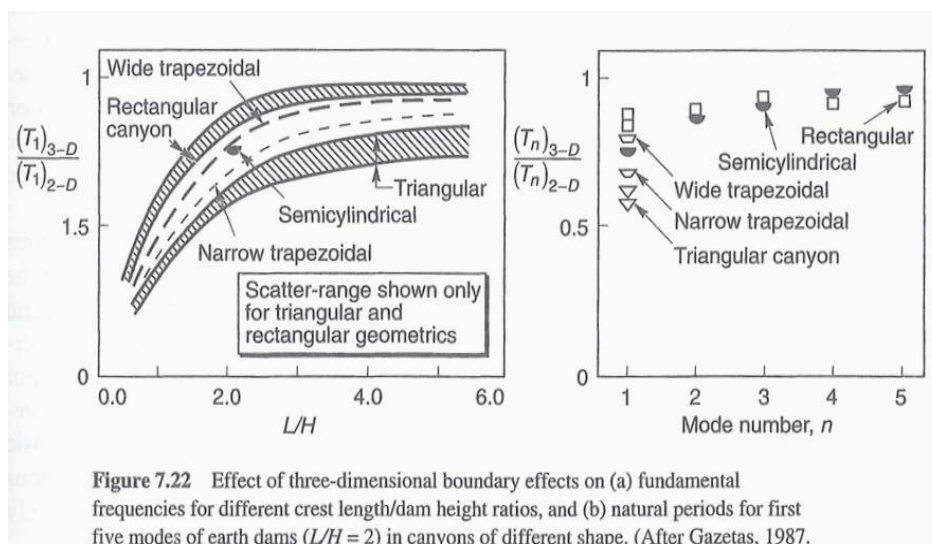 Wide trapezoidal
1
Rectangular
canyon
(T₁)₃₋D
(T₁)₂₋D
1.5
Triangular
Semicylindrical
Narrow trapezoidal
Scatter-range shown only
for triangular and
rectangular geometrics
0
0.0
2.0
4.0
6.0
L/H
1
(Tₙ)₃₋D
(Tₙ)₂₋D
Rectangular
Semicylindrical
Wide trapezoidal
0.5
Narrow trapezoidal
Triangular canyon
0
1 2 3 4 5
Mode number, n
Figure 7.22 Effect of three-dimensional boundary effects on (a) fundamental
frequencies for different crest length/dam height ratios, and (b) natural periods for first
five modes of earth dams (L/H = 2) in canyons of different shape. (After Gazetas, 1987.